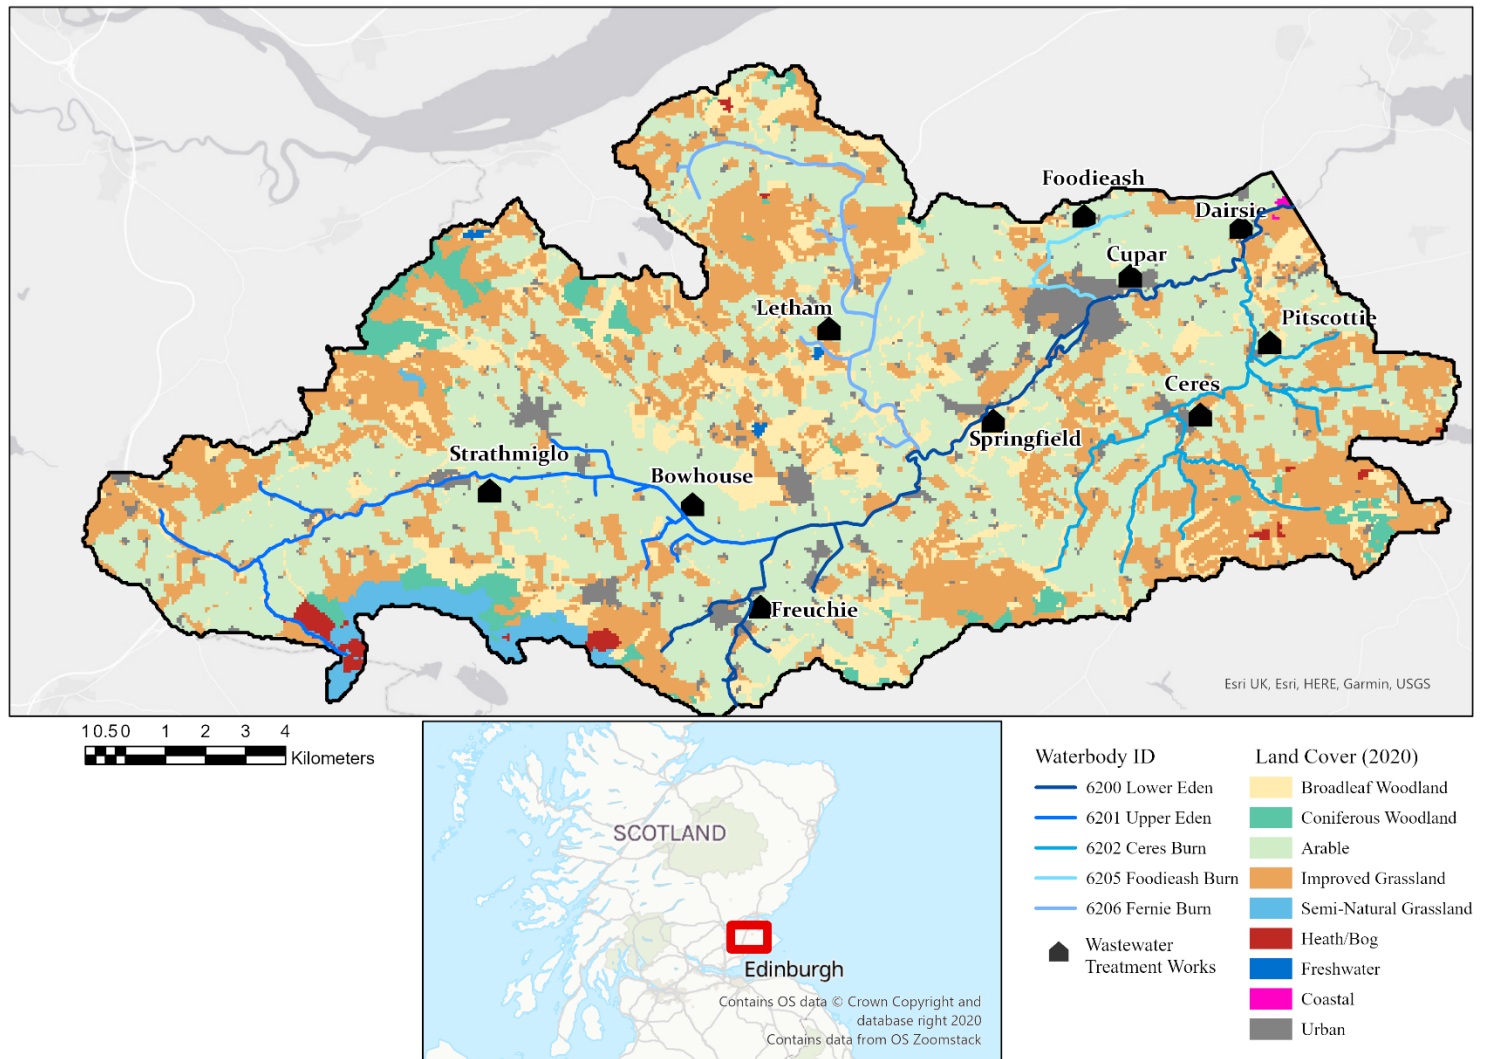 Foodieash
Dairsie
Cupar
Letham
Pitscottie
Ceres
Springfield
Strathmiglo
Bowhouse
Freuchie
Esri UK, Esri, HERE, Garmin, USGS
1 0.5 0 1 2 3 4
Kilometers
SCOTLAND
Edinburgh
Contains OS data © Crown Copyright and
database right 2020
Contains data from OS Zoomstack
Waterbody ID
6200 Lower Eden
6201 Upper Eden
6202 Ceres Burn
6205 Foodieash Burn
6206 Fernie Burn
Wastewater
Treatment Works
Land Cover (2020)
Broadleaf Woodland
Coniferous Woodland
Arable
Improved Grassland
Semi-Natural Grassland
Heath/Bog
Freshwater
Coastal
Urban